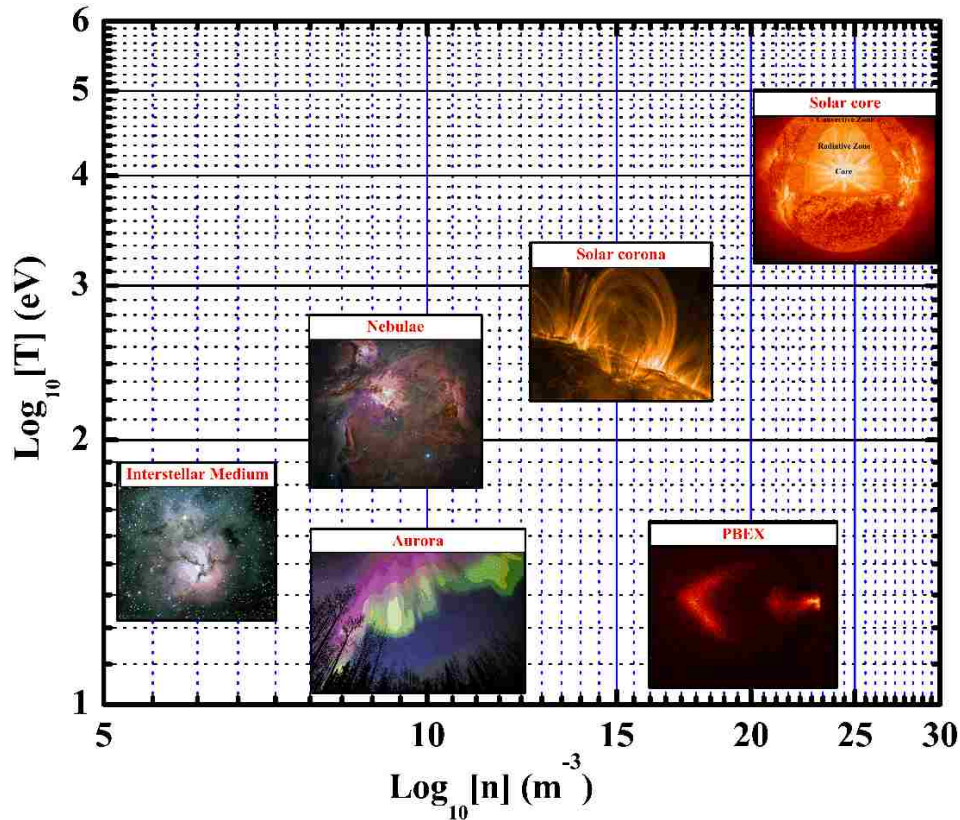 6
5
4
3
2
1
Log10[T] (eV)
Solar core
Convective Zone
Radiative Zone
Core
Solar corona
Nebulae
Interstellar Medium
Aurora
PBEX
5 10 15 20 25 30
Log10[n] (m-3)